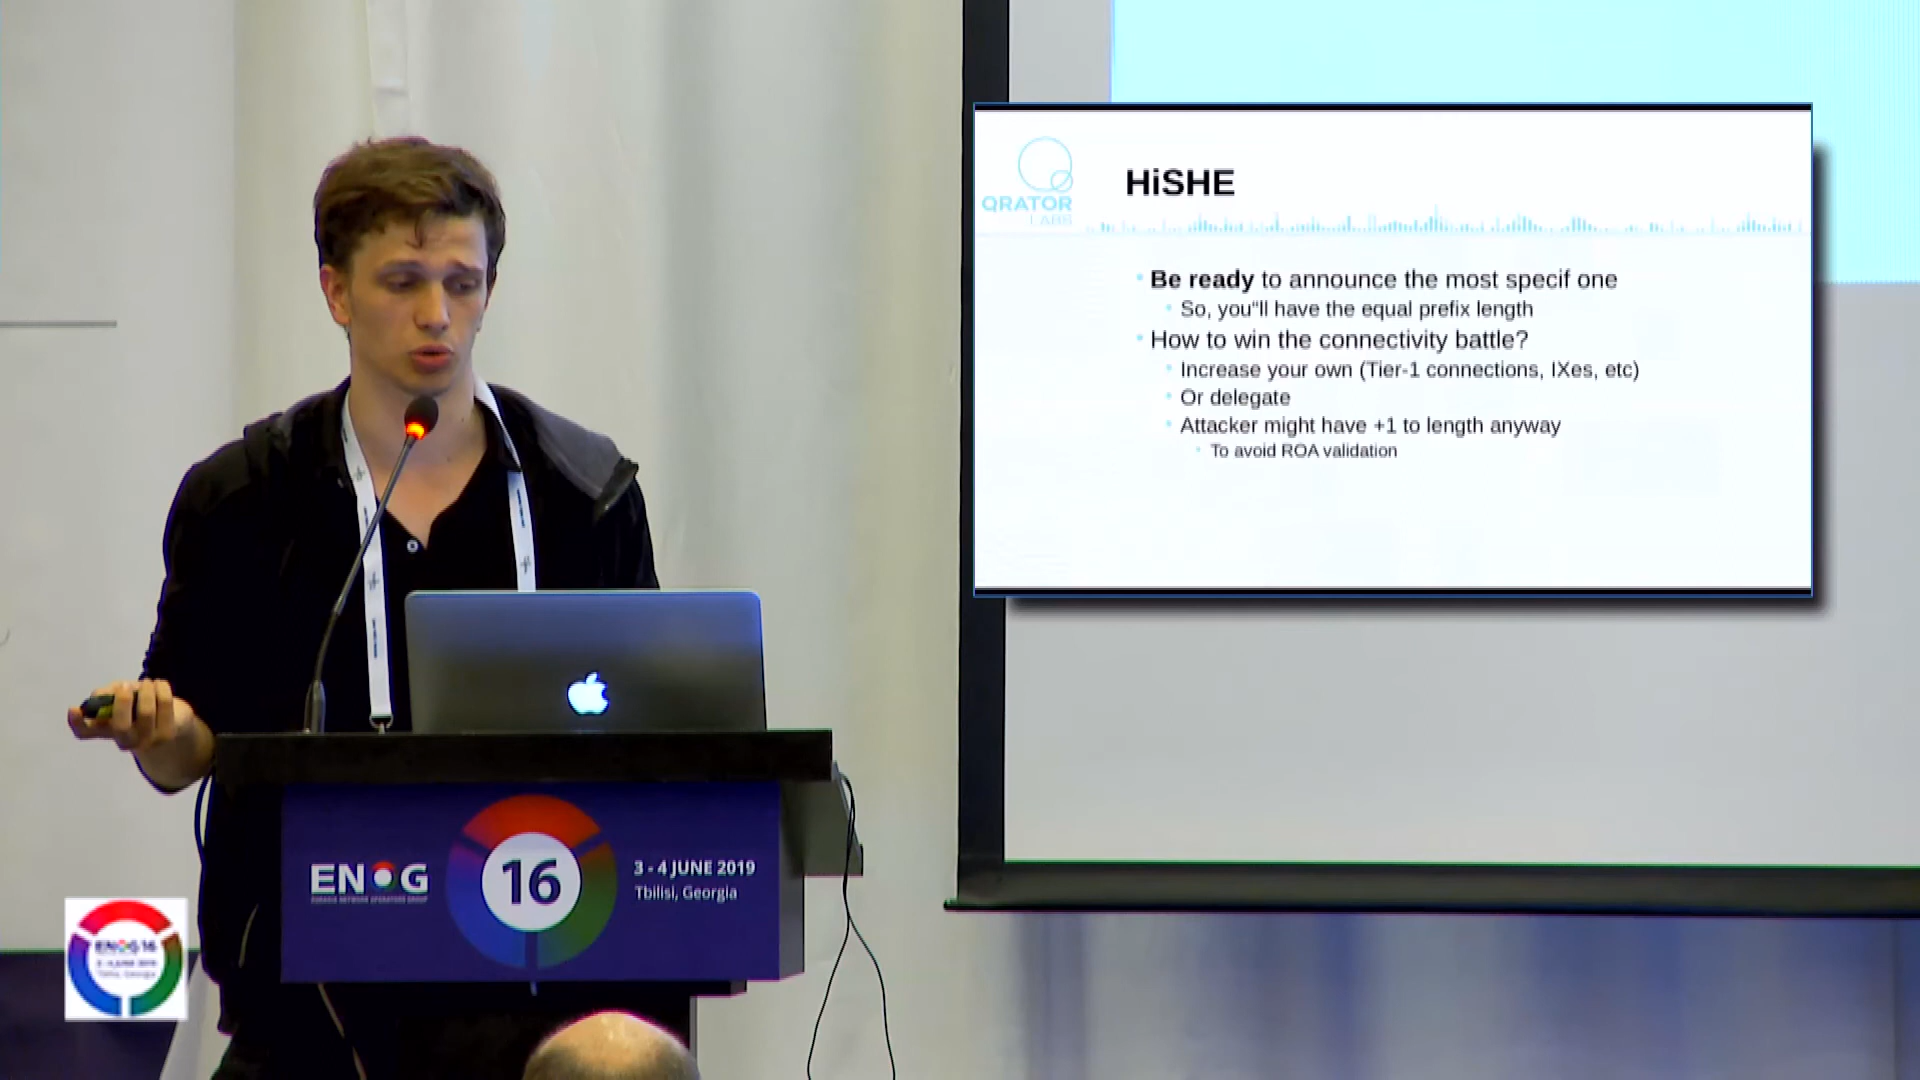 QRATOR
LABS
HiSHE
Be ready to announce the most specif one
So, you"ll have the equal prefix length
How to win the connectivity battle?
Increase your own (Tier-1 connections, IXes, etc)
Or delegate
Attacker might have +1 to length anyway
To avoid ROA validation
ENOG
16
3 - 4 JUNE 2019
Tbilisi, Georgia
ENOG 16
Tbilisi, Georgia